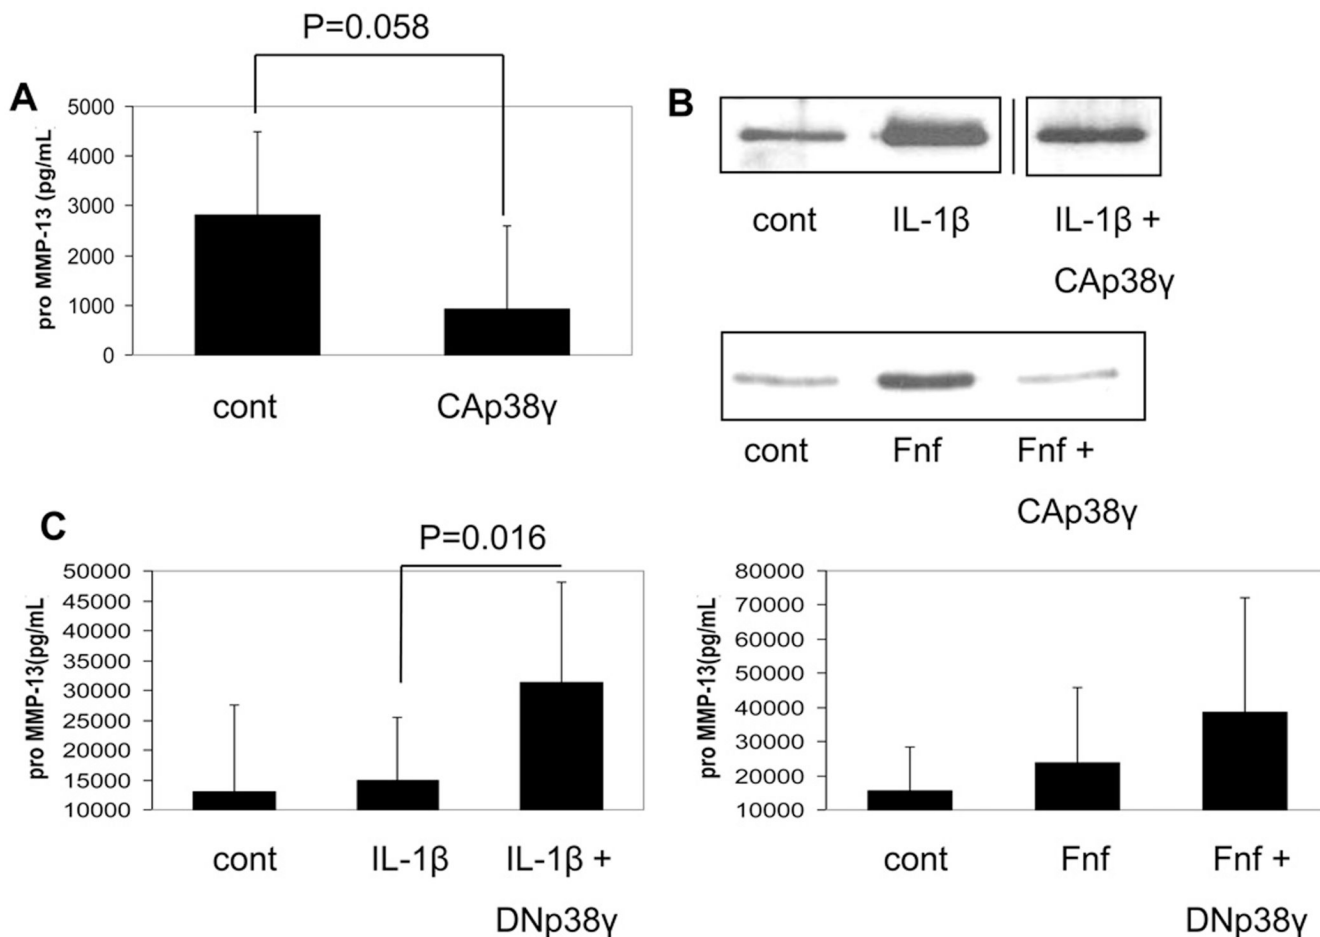 P=0.058
A
5000
4000
3000
2000
1000
0
pro MMP-13 (pg/mL)
cont CAp38γ
B
cont IL-1β IL-1β +
CAp38γ
cont Fnf Fnf +
CAp38γ
C
P=0.016
50000
45000
40000
35000
30000
25000
20000
15000
10000
pro MMP-13(pg/mL
cont IL-1β IL-1β +
DNp38γ
80000
70000
60000
50000
40000
30000
20000
10000
pro MMP-13(pg/mL
cont Fnf Fnf +
DNp38γ